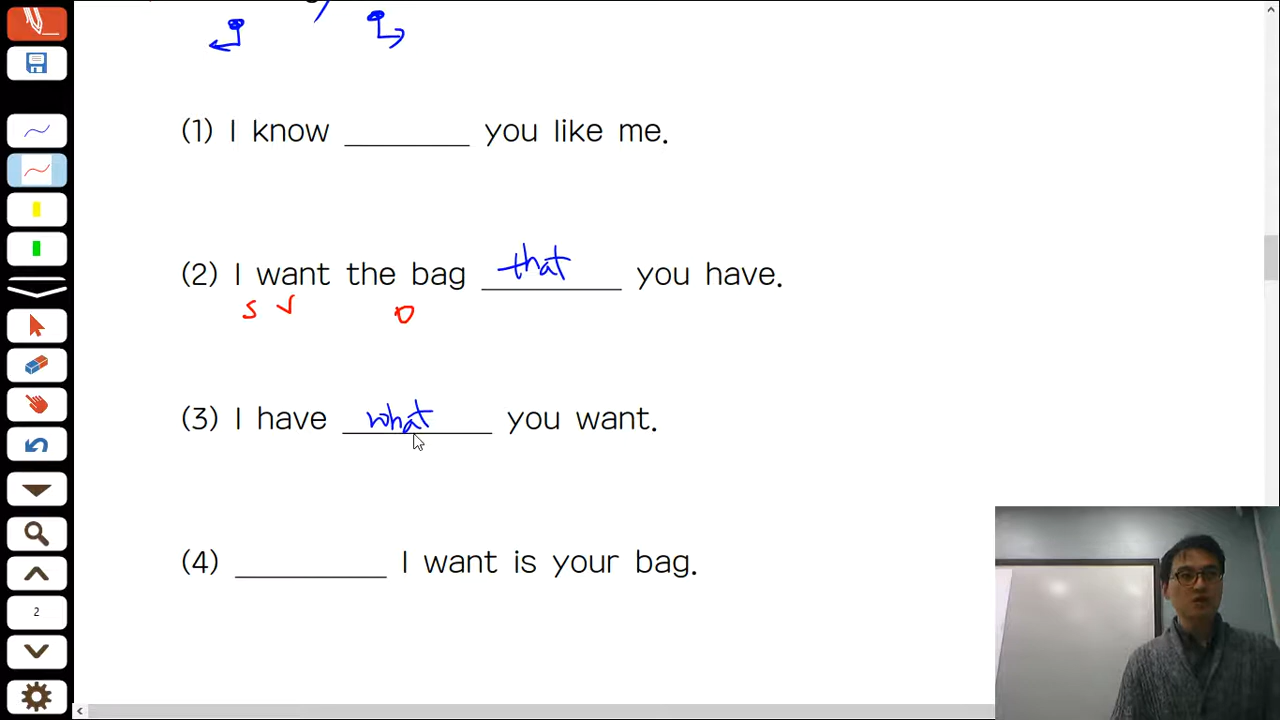 (1) I know ________ you like me.
(2) I want the bag that you have.
S V O
(3) I have what you want.
(4) ________ I want is your bag.
2